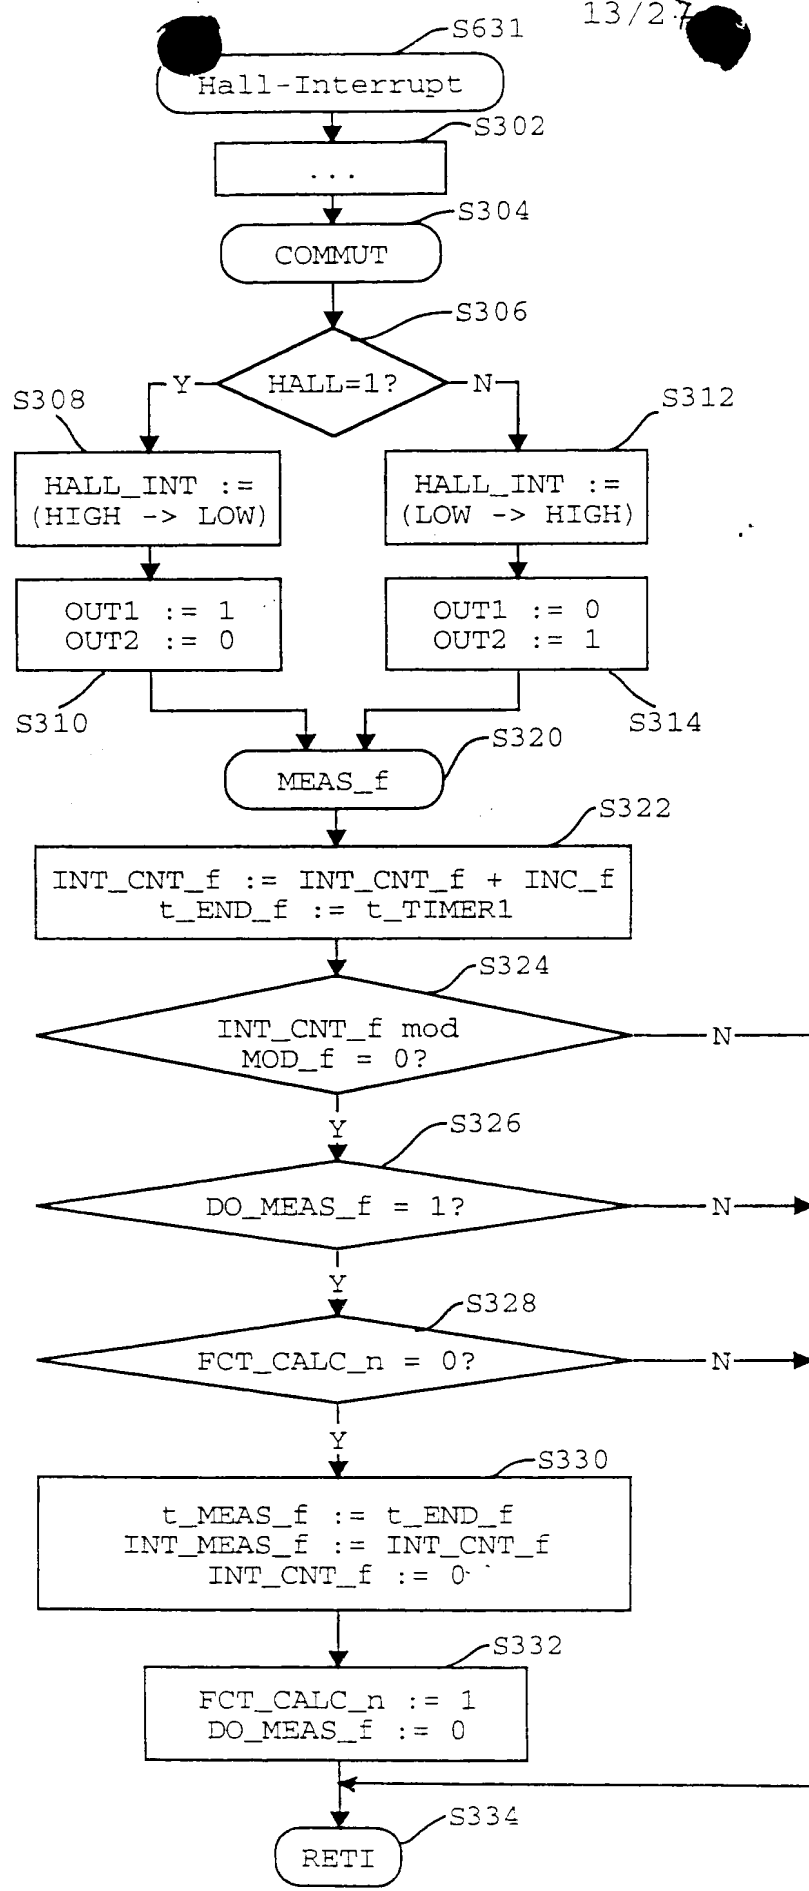 13/27
S631
Hall-Interrupt
S302
...
S304
COMMUT
S306
HALL=1?
Y
N
S308
S312
HALL_INT :=
(HIGH -> LOW)
HALL_INT :=
(LOW -> HIGH)
OUT1 := 1
OUT2 := 0
OUT1 := 0
OUT2 := 1
S310
S314
S320
MEAS_f
S322
INT_CNT_f := INT_CNT_f + INC_f
t_END_f := t_TIMER1
S324
INT_CNT_f mod
MOD_f = 0?
N
Y
S326
DO_MEAS_f = 1?
N
Y
S328
FCT_CALC_n = 0?
N
Y
S330
t_MEAS_f := t_END_f
INT_MEAS_f := INT_CNT_f
INT_CNT_f := 0
S332
FCT_CALC_n := 1
DO_MEAS_f := 0
S334
RETI